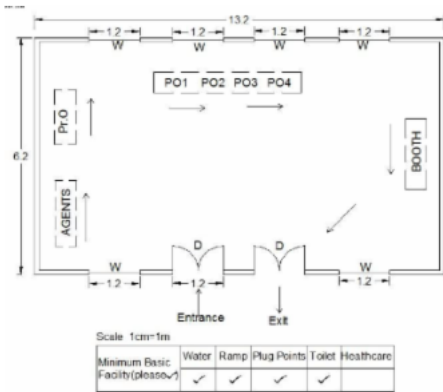 13.2
1.2 1.2 1.2 1.2
W W W W
PO1 PO2 PO3 PO4
6.2
Pr.O
BOOTH
AGENTS
W D D W
1.2 1.2 1.2
Entrance Exit
Scale 1cm=1m
Minimum Basic Facility(please✓) Water Ramp Plug Points Toilet Healthcare
✓ ✓ ✓ ✓